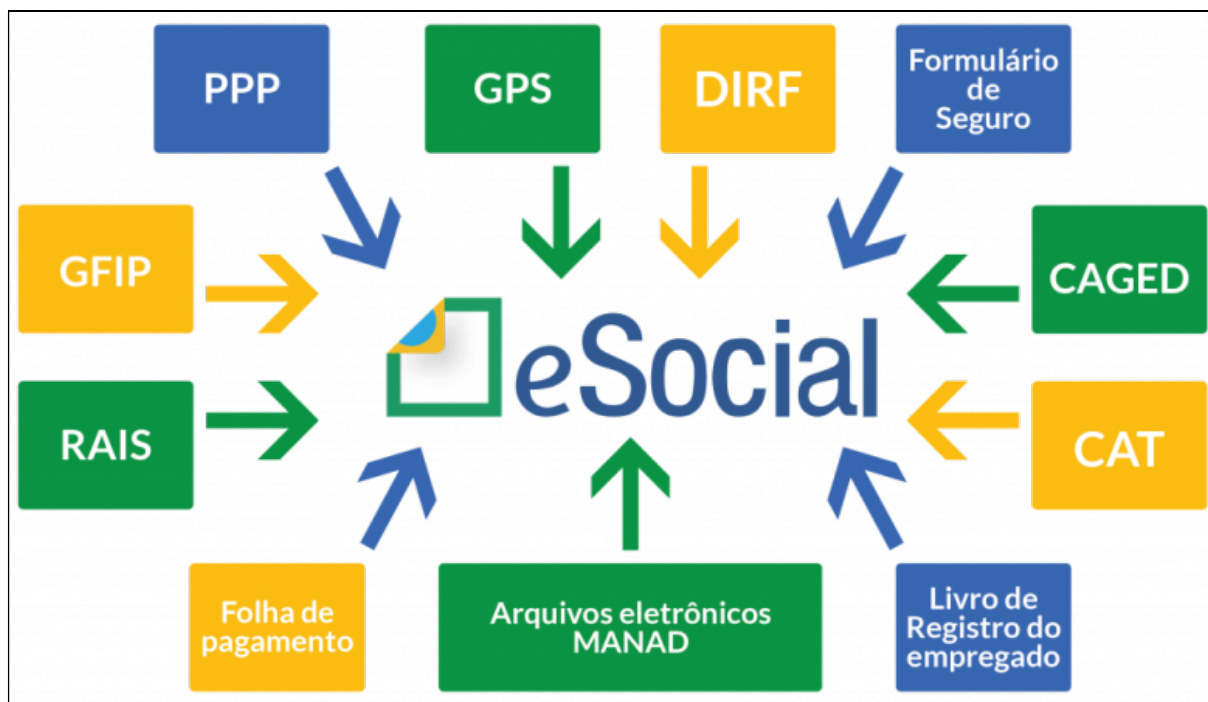 PPP
GPS
DIRF
Formulário
de
Seguro
GFIP
CAGED
eSocial
RAIS
CAT
Folha de
pagamento
Arquivos eletrônicos
MANAD
Livro de
Registro do
empregado